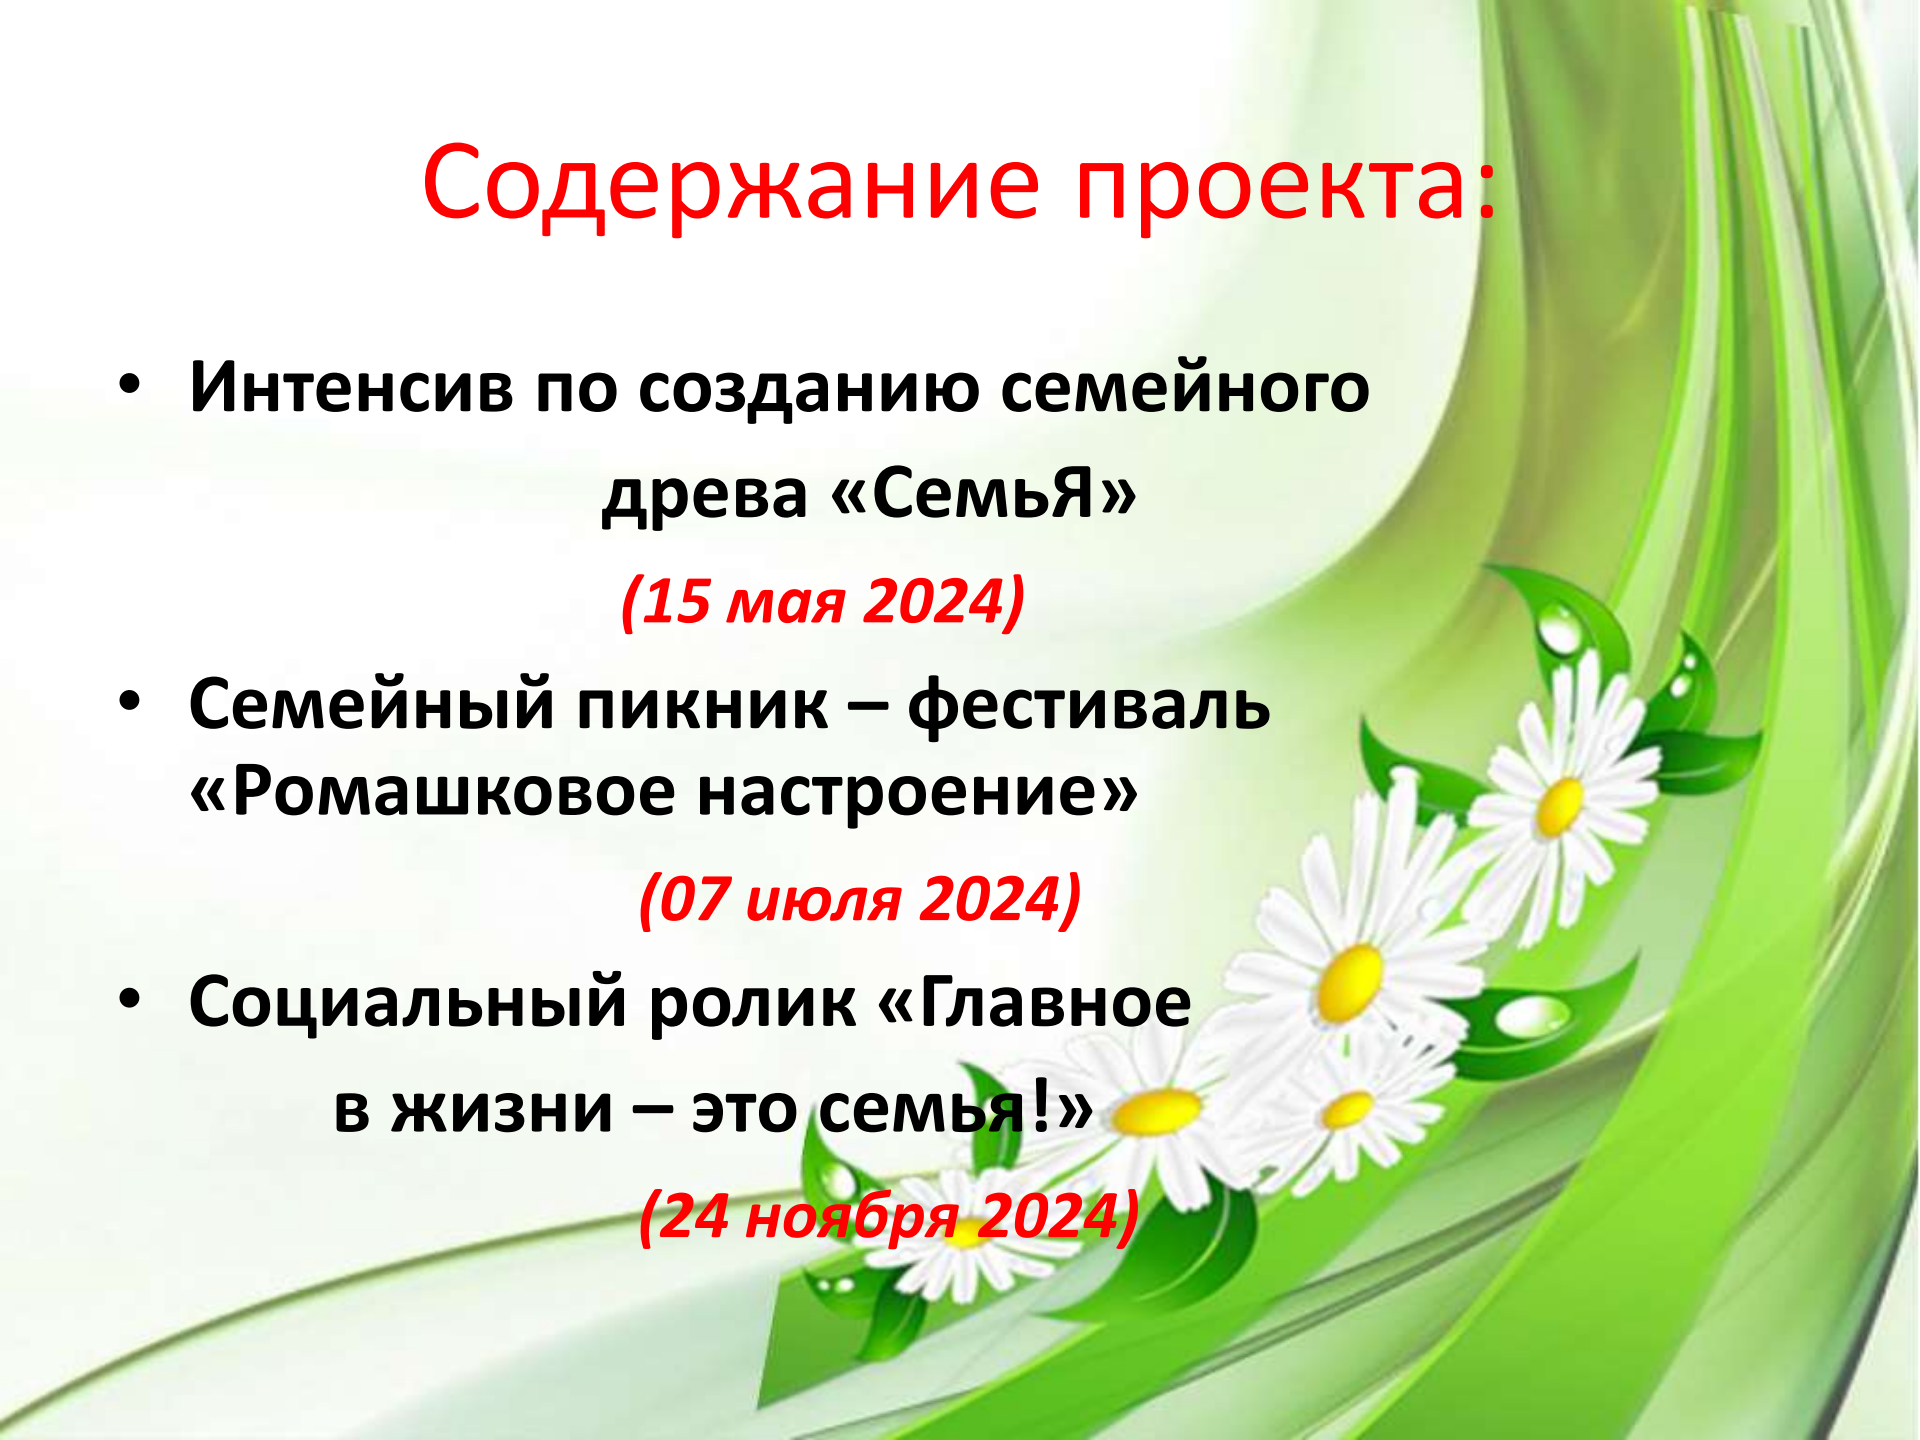 Содержание проекта:
• Интенсив по созданию семейного
древа «СемьЯ»
(15 мая 2024)
• Семейный пикник – фестиваль
«Ромашковое настроение»
(07 июля 2024)
• Социальный ролик «Главное
в жизни – это семья!»
(24 ноября 2024)